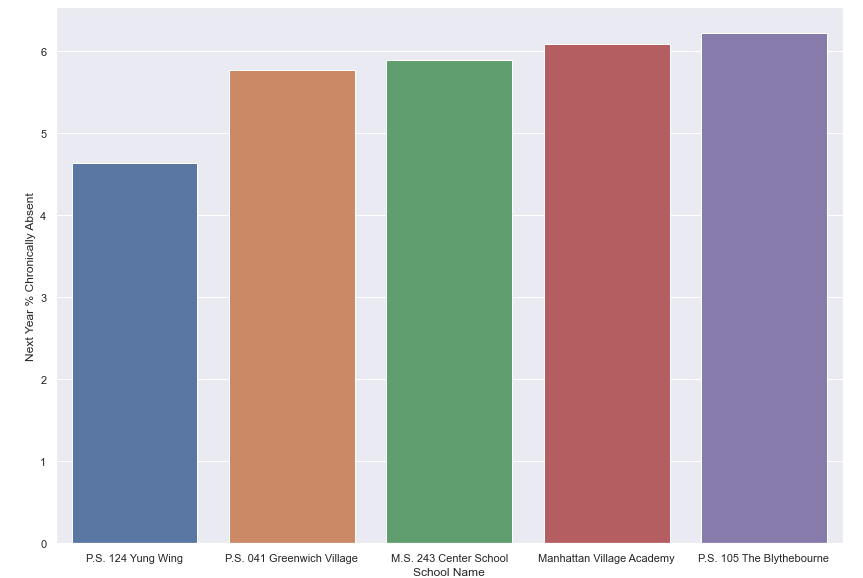 6
5
4
3
2
1
0
Next Year % Chronically Absent
P.S. 124 Yung Wing
P.S. 041 Greenwich Village
M.S. 243 Center School
Manhattan Village Academy
P.S. 105 The Blythebourne
School Name